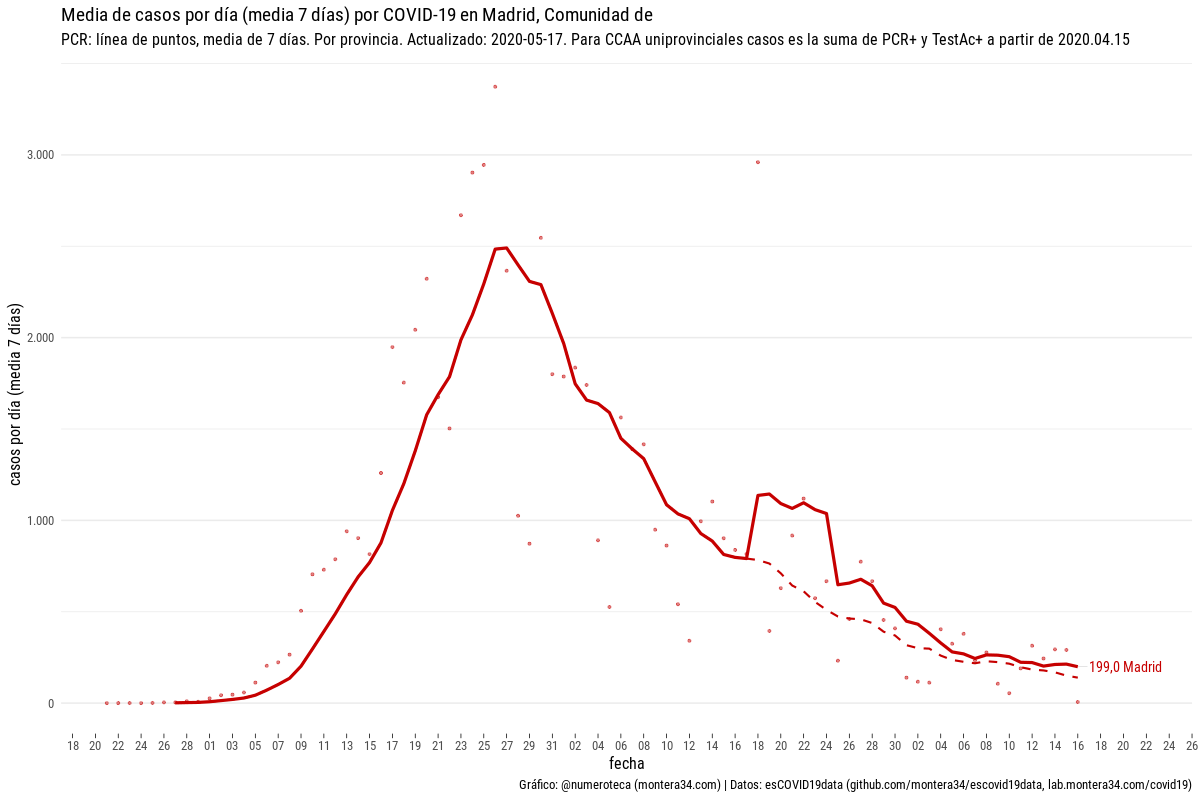 Media de casos por día (media 7 días) por COVID-19 en Madrid, Comunidad de
PCR: línea de puntos, media de 7 días. Por provincia. Actualizado: 2020-05-17. Para CCAA uniprovinciales casos es la suma de PCR+ y TestAc+ a partir de 2020.04.15
casos por día (media 7 días)
3.000
2.000
1.000
0
199,0 Madrid
18 20 22 24 26 28 01 03 05 07 09 11 13 15 17 19 21 23 25 27 29 31 02 04 06 08 10 12 14 16 18 20 22 24 26 28 30 02 04 06 08 10 12 14 16 18 20 22 24 26
fecha
Gráfico: @numeroteca (montera34.com) | Datos: esCOVID19data (github.com/montera34/escovid19data, lab.montera34.com/covid19)